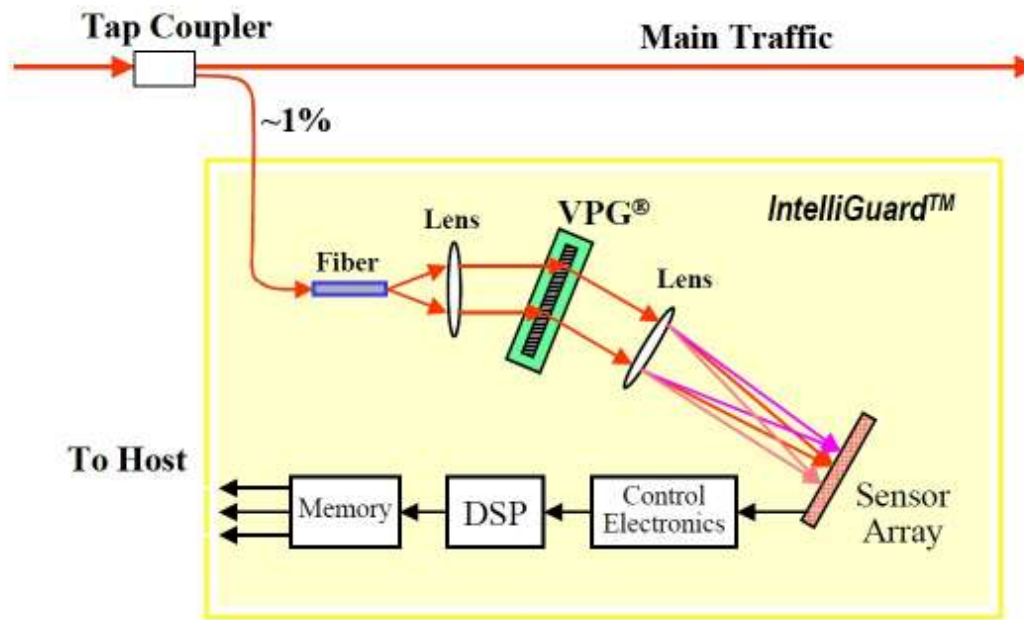 Tap Coupler
Main Traffic
~1%
IntelliGuard™
VPG®
Lens
Fiber
Lens
To Host
Memory
DSP
Control
Electronics
Sensor
Array